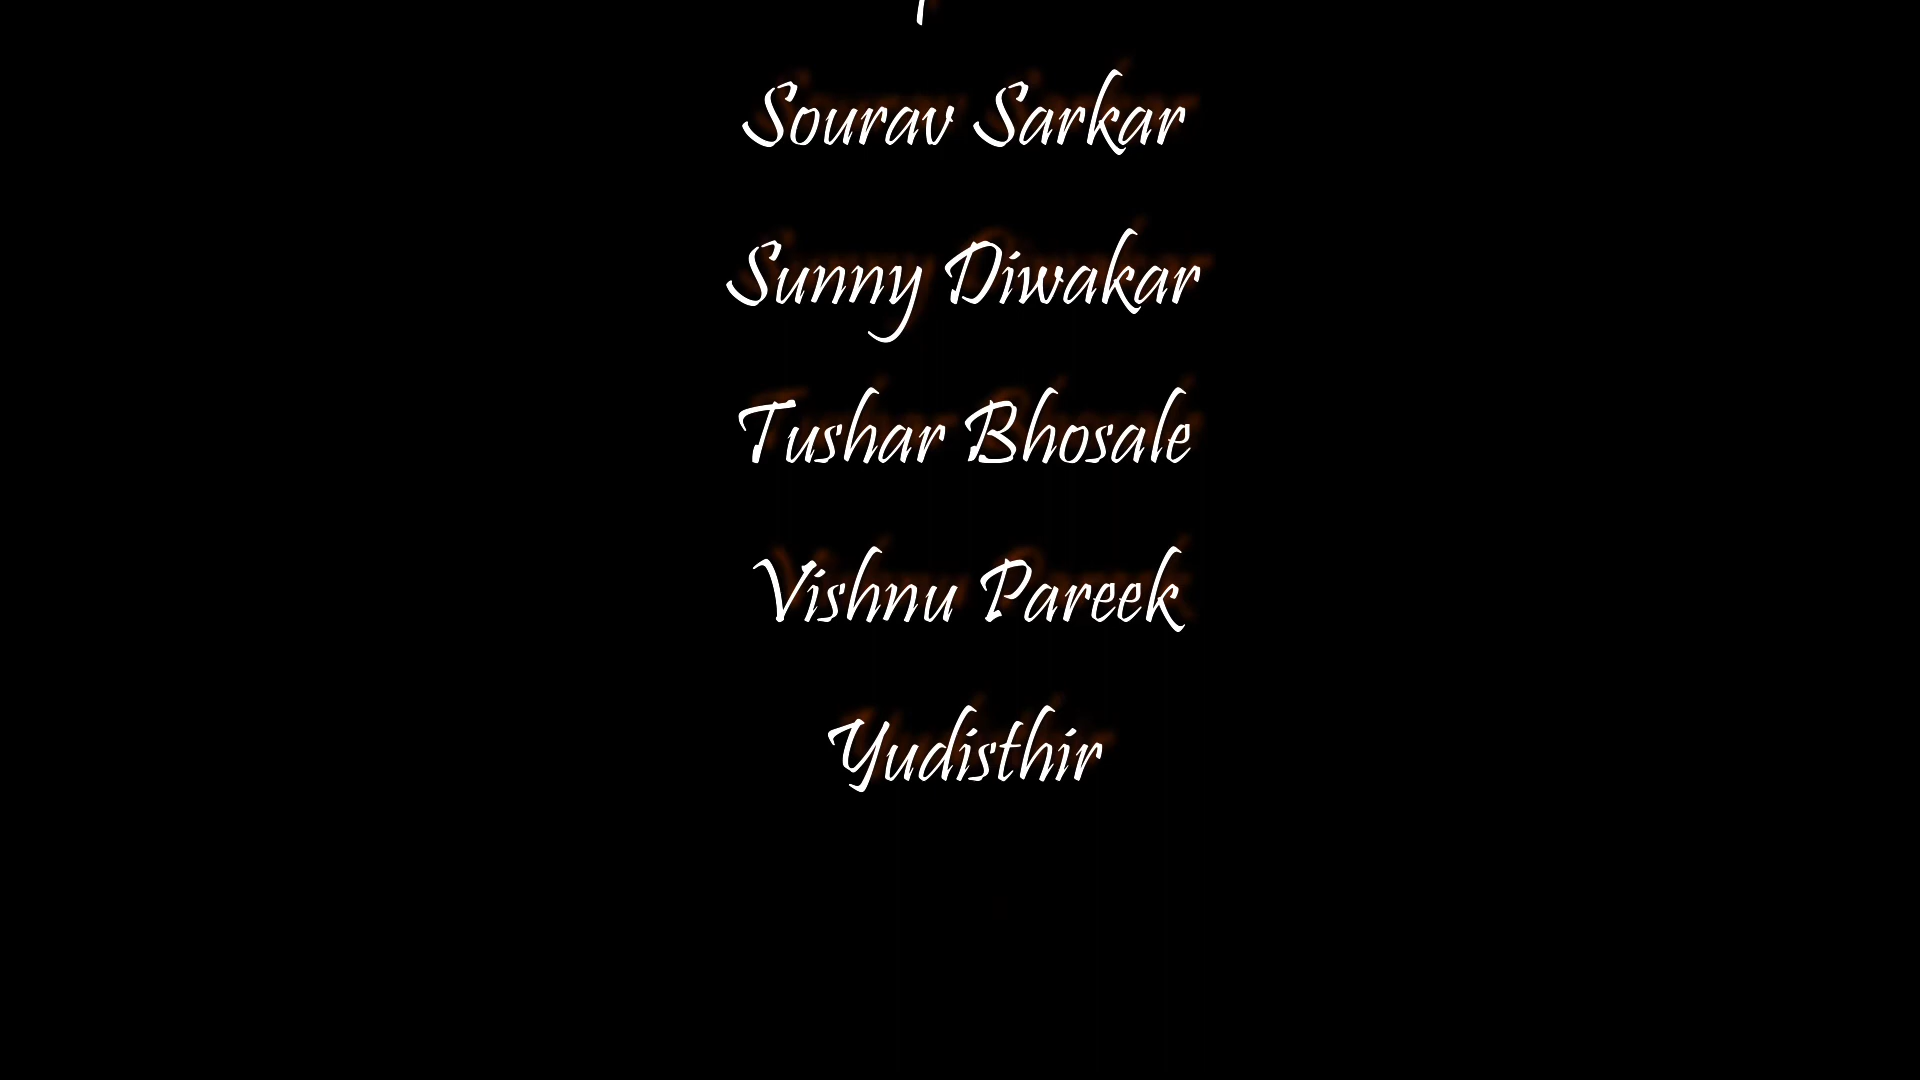 Sourav Sarkar
Sunny Diwakar
Tushar Bhosale
Vishnu Pareek
Yudisthir